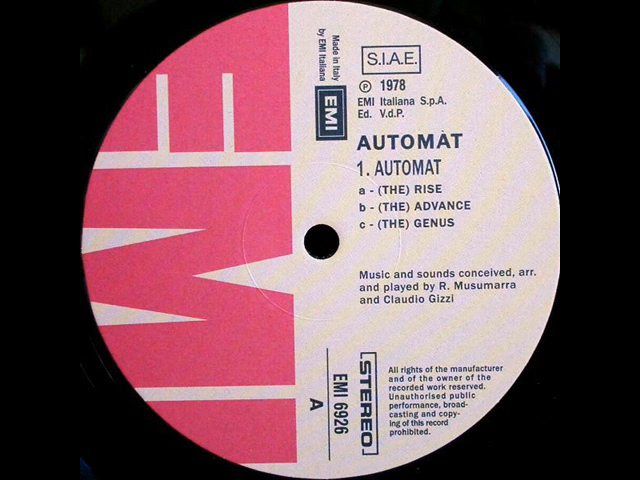 EMI
Made in Italy
by EMI Italiana
EMI
S.I.A.E.
℗ 1978
EMI Italiana S.p.A.
Ed. V.d.P.
AUTOMAT
1. AUTOMAT
a - (THE) RISE
b - (THE) ADVANCE
c - (THE) GENUS
Music and sounds conceived, arr.
and played by R. Musumarra
and Claudio Gizzi
EMI 6926
A
STEREO
All rights of the manufacturer
and of the owner of the
recorded work reserved.
Unauthorised public
performance, broad-
casting and copy-
ing of this record
prohibited.